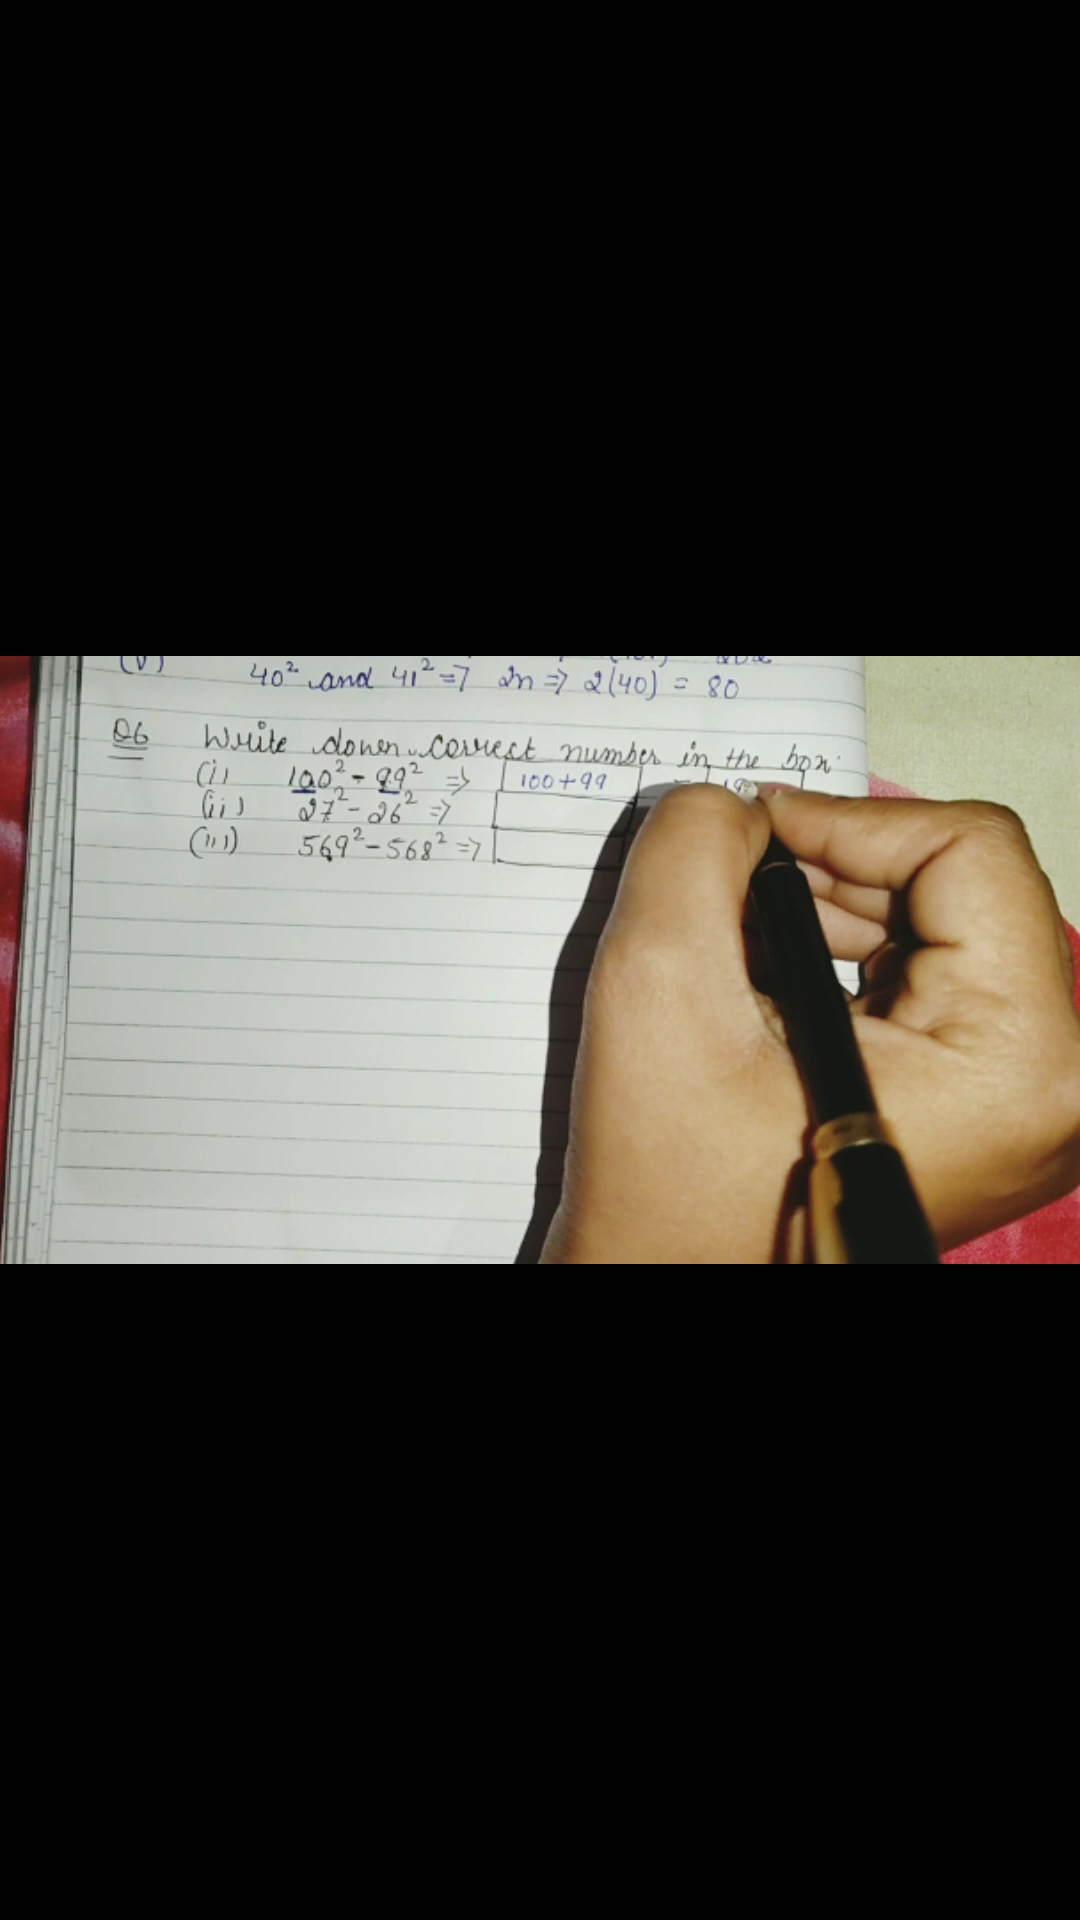 (v)
40² and 41² => 2n => 2(40) = 80
Q6 Write down correct number in the box.
(i) 100² - 99² => 100+99 =
(ii) 27² - 26² =>
(iii) 569² - 568² =>